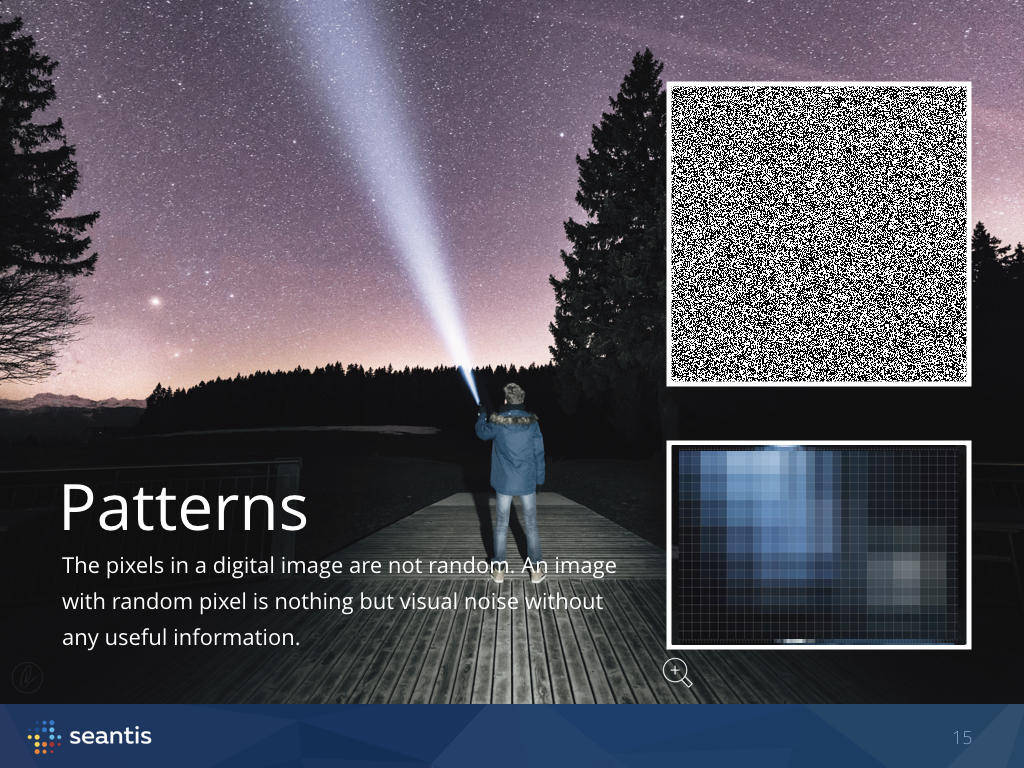 Patterns
The pixels in a digital image are not random. An image
with random pixel is nothing but visual noise without
any useful information.
seantis
15